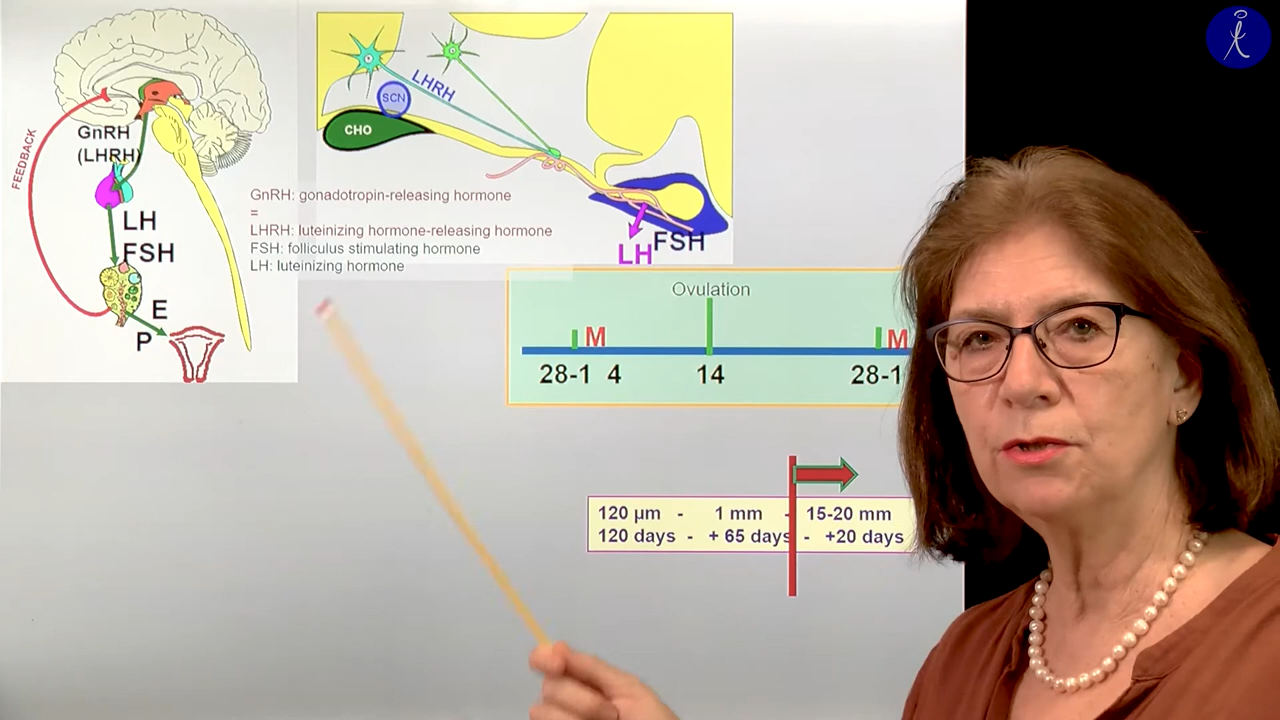 FEEDBACK
GnRH
(LHRH)
LH
FSH
E
P
LHRH
SCN
CHO
LH
FSH
GnRH: gonadotropin-releasing hormone
=
LHRH: luteinizing hormone-releasing hormone
FSH: folliculus stimulating hormone
LH: luteinizing hormone
Ovulation
M
M
28-1 4
14
28-1
120 µm - 1 mm - 15-20 mm
120 days - + 65 days - +20 days